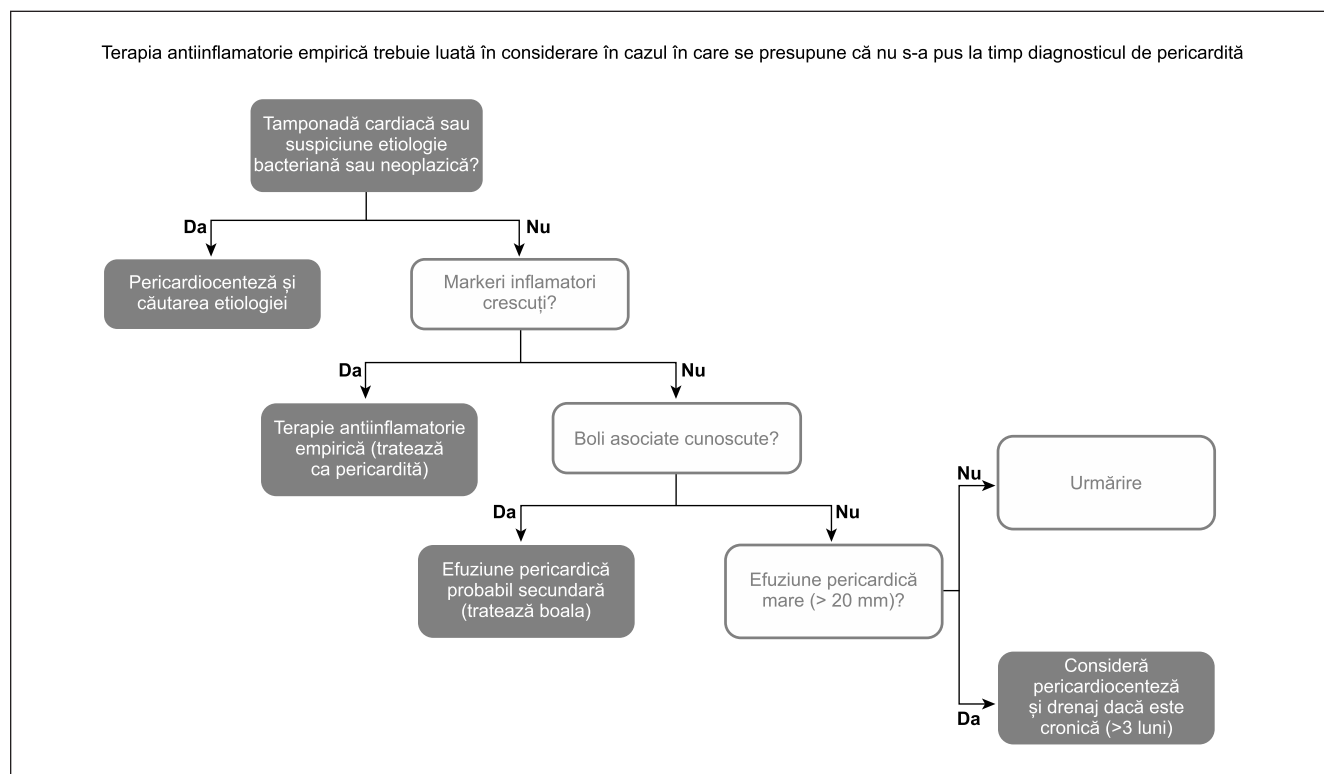 Terapia antiinflamatorie empirică trebuie luată în considerare în cazul în care se presupune că nu s-a pus la timp diagnosticul de pericardită
Tamponadă cardiacă sau
suspiciune etiologie
bacteriană sau neoplazică?
Da
Nu
Pericardiocenteză și
căutarea etiologiei
Markeri inflamatori
crescuți?
Da
Nu
Terapie antiinflamatorie
empirică (tratează
ca pericardită)
Boli asociate cunoscute?
Da
Nu
Efuziune pericardică
probabil secundară
(tratează boala)
Efuziune pericardică
mare (> 20 mm)?
Nu
Urmărire
Da
Consideră
pericardiocenteză
și drenaj dacă este
cronică (>3 luni)